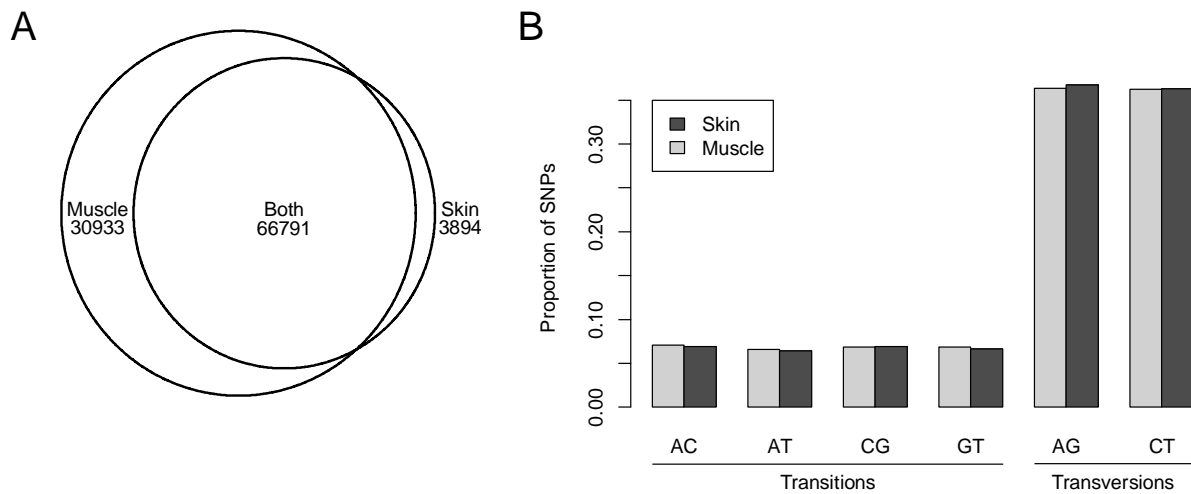 A
Muscle
30933
Both
66791
Skin
3894
B
Proportion of SNPs
0.30
0.20
0.10
0.00
Skin
Muscle
AC AT CG GT AG CT
Transitions Transversions